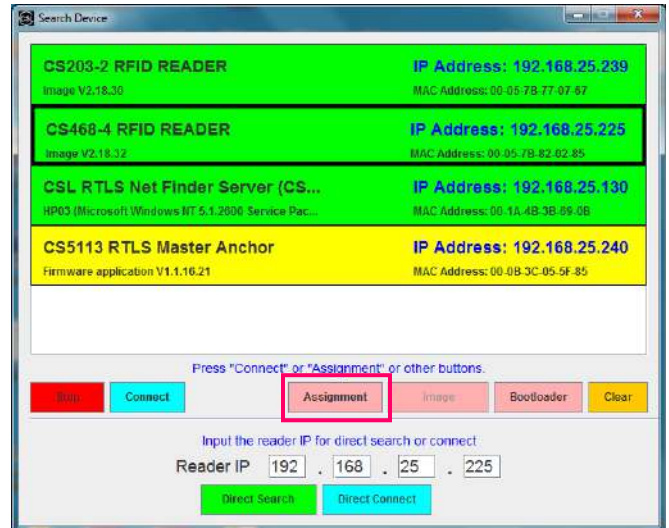 Search Device
CS203-2 RFID READER IP Address: 192.168.25.239
Image V2.18.30 MAC Address: 00-05-7B-77-07-67
CS468-4 RFID READER IP Address: 192.168.25.225
Image V2.18.32 MAC Address: 00-05-7B-82-02-85
CSL RTLS Net Finder Server (CS... IP Address: 192.168.25.130
HP03 (Microsoft Windows NT 5.1.2600 Service Pac... MAC Address: 00-1A-4B-3B-69-0B
CS5113 RTLS Master Anchor IP Address: 192.168.25.240
Firmware application V1.1.16.21 MAC Address: 00-0B-3C-05-5F-85
Press "Connect" or "Assignment" or other buttons.
Stop Connect Assignment Image Bootloader Clear
Input the reader IP for direct search or connect
Reader IP 192 . 168 . 25 . 225
Direct Search Direct Connect